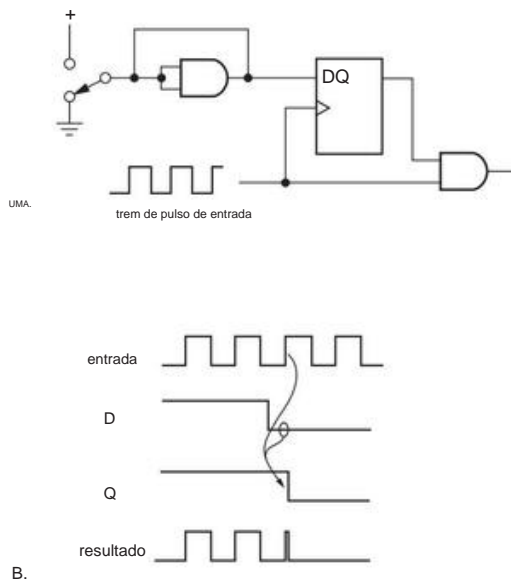 +
DQ
UMA.
trem de pulso de entrada
entrada
D
Q
resultado
B.